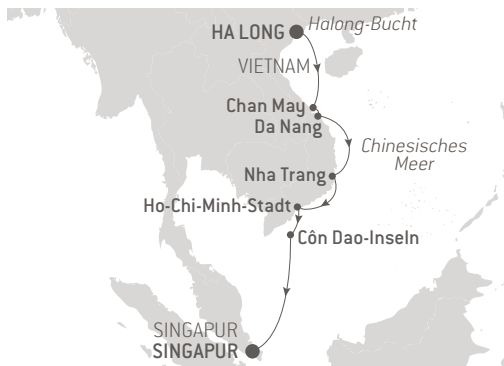 HA LONG
Halong-Bucht
VIETNAM
Chan May
Da Nang
Chinesisches
Meer
Nha Trang
Ho-Chi-Minh-Stadt
Côn Dao-Inseln
SINGAPUR
SINGAPUR